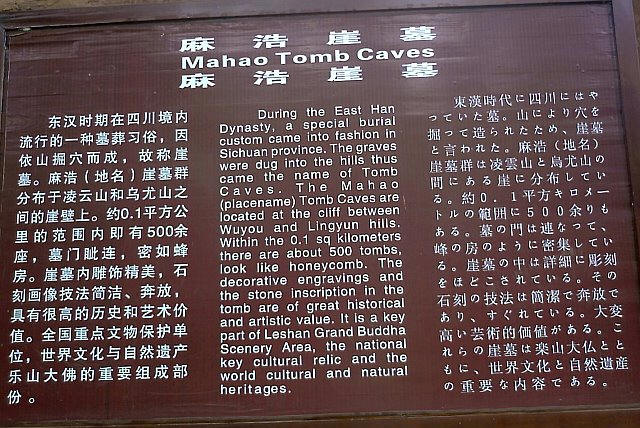 麻浩崖墓
Mahao Tomb Caves
麻浩崖墓
东汉时期在四川境内
流行的一种墓葬习俗，因
依山掘穴而成，故称崖
墓。麻浩（地名）崖墓群
分布于凌云山和乌尤山之
间的崖壁上。约0.1平方公
里的范围内即有500余
座，墓门毗连，密如蜂
房。崖墓内雕饰精美，石
刻画像技法简洁、奔放，
具有很高的历史和艺术价
值。全国重点文物保护单
位，世界文化与自然遗产
乐山大佛的重要组成部
份。
During the East Han
Dynasty, a special burial
custom came into fashion in
Sichuan province. The graves
were dug into the hills thus
came the name of Tomb
Caves. The Mahao
(placename) Tomb Caves are
located at the cliff between
Wuyou and Lingyun hills.
Within the 0.1 sq kilometers
there are about 500 tombs,
look like honeycomb. The
decorative engravings and
the stone inscription in the
tomb are of great historical
and artistic value. It is a key
part of Leshan Grand Buddha
Scenery Area, the national
key cultural relic and the
world cultural and natural
heritages.
東漢時代に四川にはや
っていた墓。山により穴を
掘って造られたため、崖墓
と言われた。麻浩（地名）
崖墓群は凌雲山と烏尤山の
間にある崖に分布してい
る。約０.１平方キロメー
トルの範囲に５００余りも
ある。墓の門は連なって、
峰の房のように密集してい
る。崖墓の中は詳細に彫刻
をほどこされている。その
石刻の技法は簡潔で奔放で
あり、すぐれている。大変
高い芸術的価値がある。こ
れらの崖墓は楽山大仏とと
もに、世界文化と自然遺産
の重要な内容である。